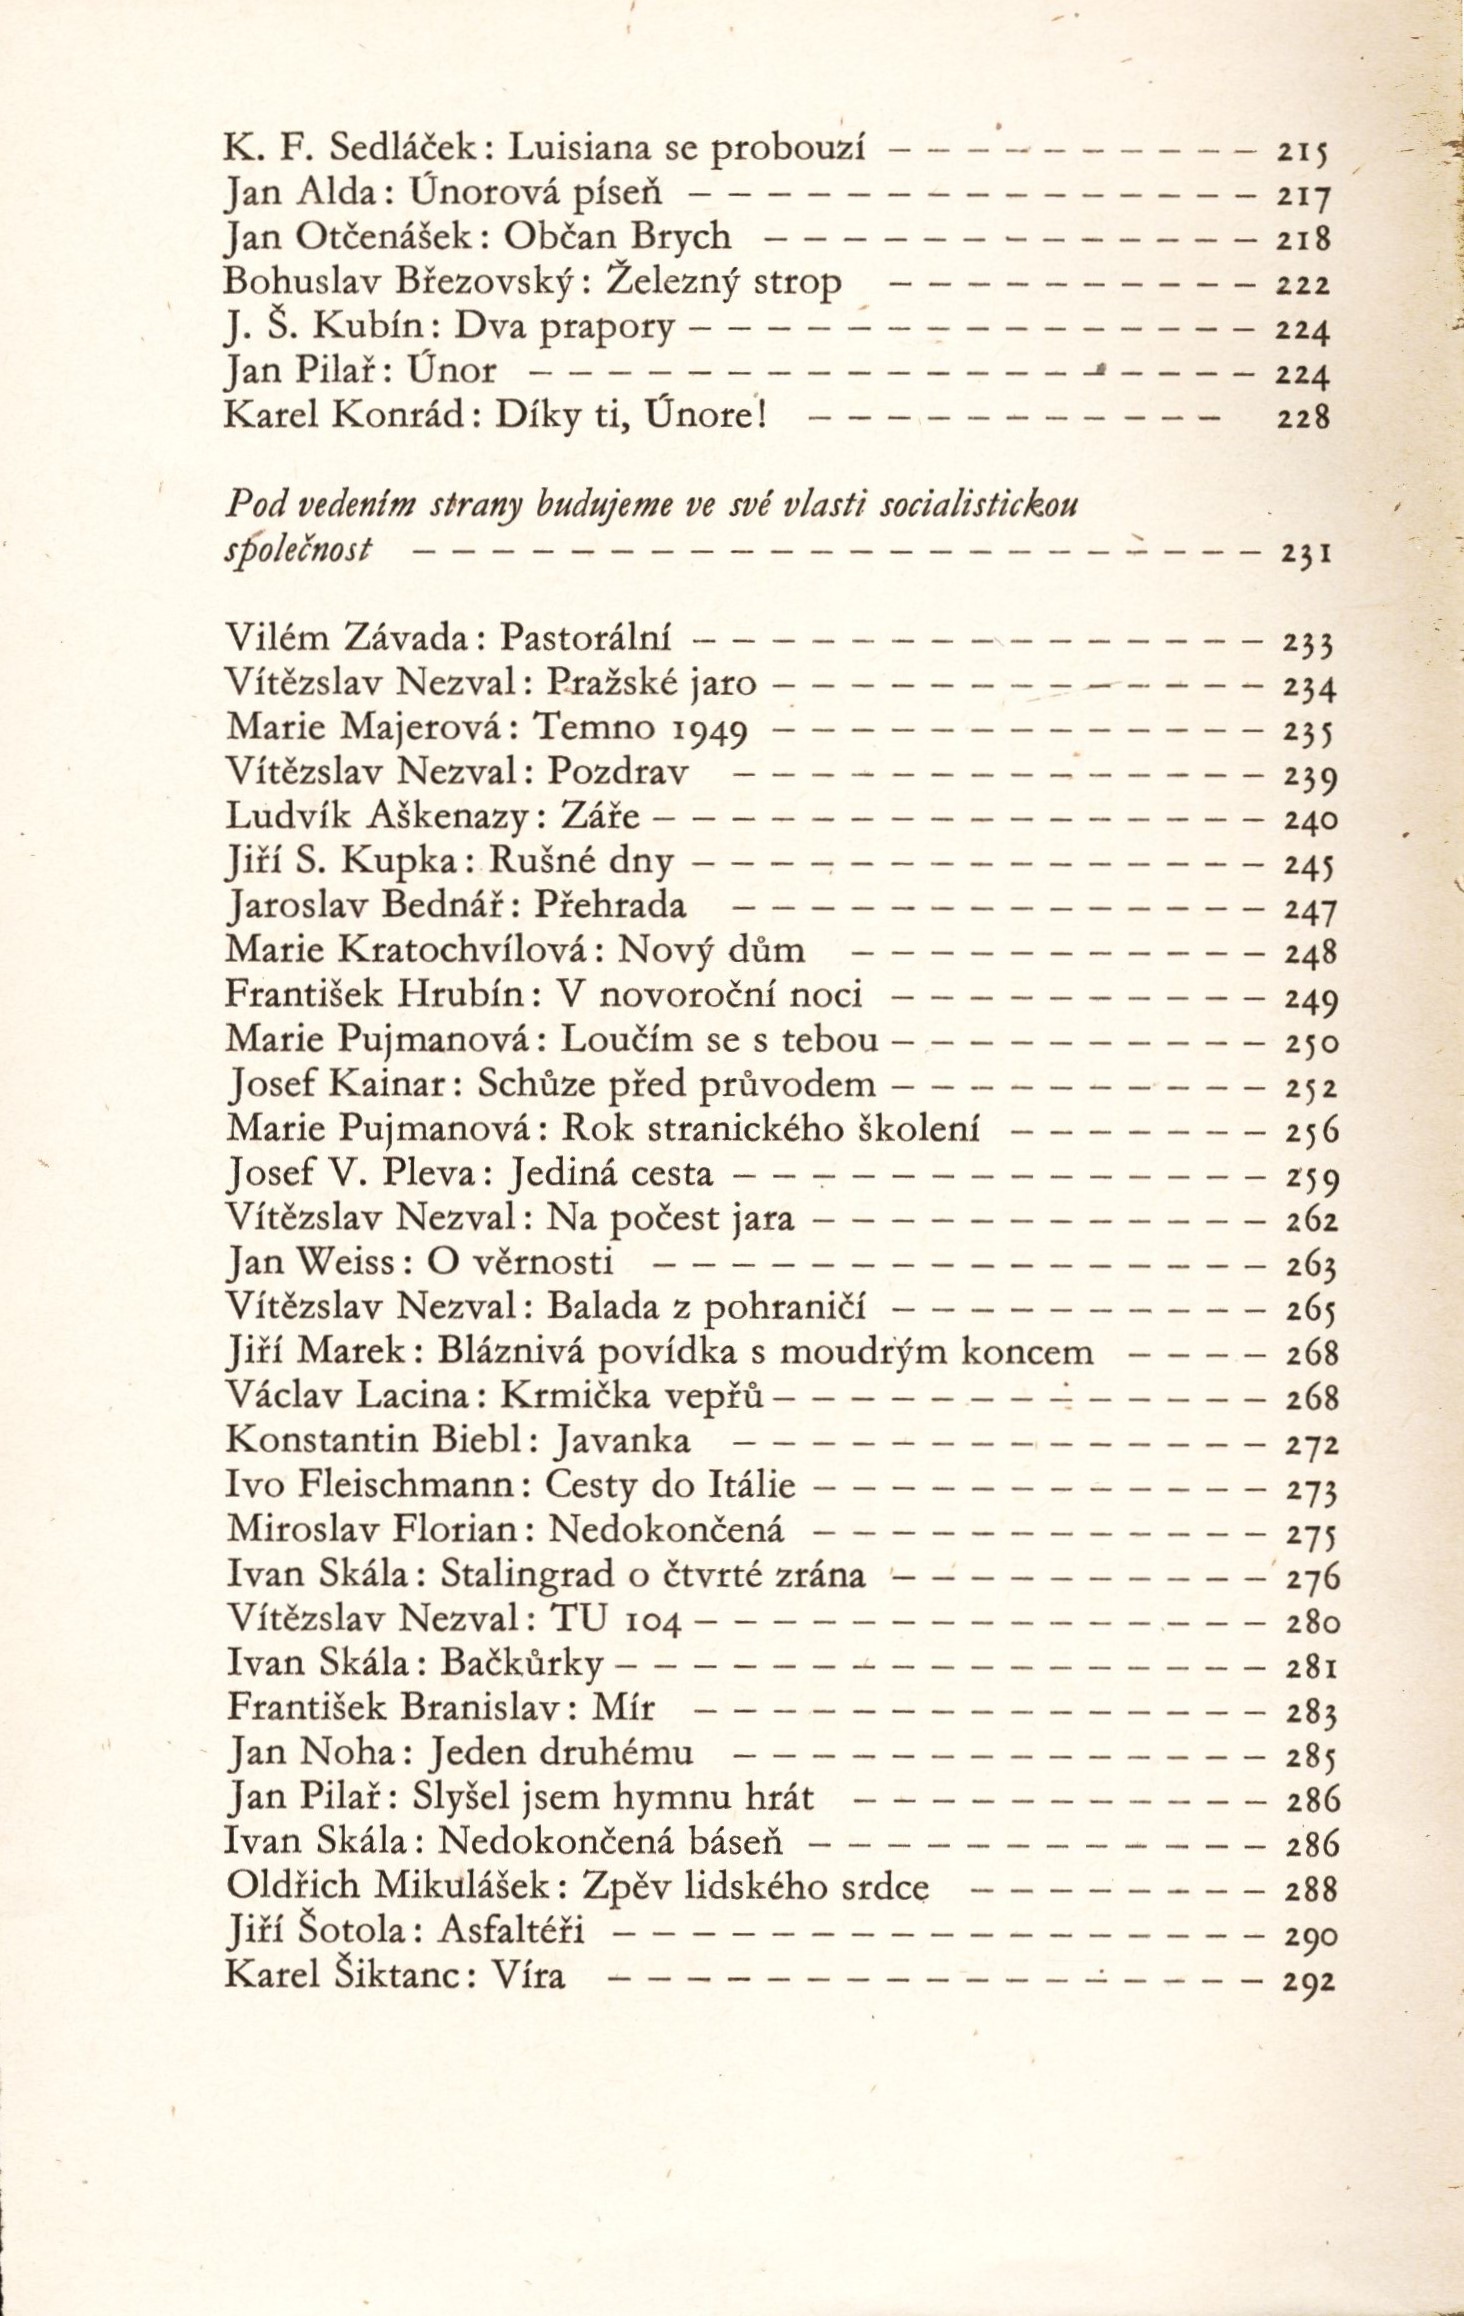 K. F. Sedláček: Luisiana se probouzí – – – – – – – – – – 215
Jan Alda: Únorová píseň – – – – – – – – – – – – – – – 217
Jan Otčenášek: Občan Brych – – – – – – – – – – – – – 218
Bohuslav Březovský: Železný strop – – – – – – – – – – 222
J. Š. Kubín: Dva prapory – – – – – – – – – – – – – – – 224
Jan Pilař: Únor – – – – – – – – – – – – – – – – – – – 224
Karel Konrád: Díky ti, Únore! – – – – – – – – – – – 228
Pod vedením strany budujeme ve své vlasti socialistickou
společnost – – – – – – – – – – – – – – – – – – – – – – 231
Vilém Závada: Pastorální – – – – – – – – – – – – – – – 233
Vítězslav Nezval: Pražské jaro – – – – – – – – – – – – – 234
Marie Majerová: Temno 1949 – – – – – – – – – – – – – 235
Vítězslav Nezval: Pozdrav – – – – – – – – – – – – – – 239
Ludvík Aškenazy: Záře – – – – – – – – – – – – – – – – 240
Jiří S. Kupka: Rušné dny – – – – – – – – – – – – – – – 245
Jaroslav Bednář: Přehrada – – – – – – – – – – – – – – 247
Marie Kratochvílová: Nový dům – – – – – – – – – – – 248
František Hrubín: V novoroční noci – – – – – – – – – – 249
Marie Pujmanová: Loučím se s tebou – – – – – – – – – – 250
Josef Kainar: Schůze před průvodem – – – – – – – – – – 252
Marie Pujmanová: Rok stranického školení – – – – – – – 256
Josef V. Pleva: Jediná cesta – – – – – – – – – – – – – – 259
Vítězslav Nezval: Na počest jara – – – – – – – – – – – – 262
Jan Weiss: O věrnosti – – – – – – – – – – – – – – – – 263
Vítězslav Nezval: Balada z pohraničí – – – – – – – – – – 265
Jiří Marek: Bláznivá povídka s moudrým koncem – – – – 268
Václav Lacina: Krmička vepřů – – – – – – – – – – – – – 268
Konstantin Biebl: Javanka – – – – – – – – – – – – – – 272
Ivo Fleischmann: Cesty do Itálie – – – – – – – – – – – – 273
Miroslav Florian: Nedokončená – – – – – – – – – – – – 275
Ivan Skála: Stalingrad o čtvrté zrána – – – – – – – – – – 276
Vítězslav Nezval: TU 104 – – – – – – – – – – – – – – – 280
Ivan Skála: Bačkůrky – – – – – – – – – – – – – – – – – 281
František Branislav: Mír – – – – – – – – – – – – – – – 283
Jan Noha: Jeden druhému – – – – – – – – – – – – – – 285
Jan Pilař: Slyšel jsem hymnu hrát – – – – – – – – – – – 286
Ivan Skála: Nedokončená báseň – – – – – – – – – – – – 286
Oldřich Mikulášek: Zpěv lidského srdce – – – – – – – – 288
Jiří Šotola: Asfaltéři – – – – – – – – – – – – – – – – – 290
Karel Šiktanc: Víra – – – – – – – – – – – – – – – – – 292